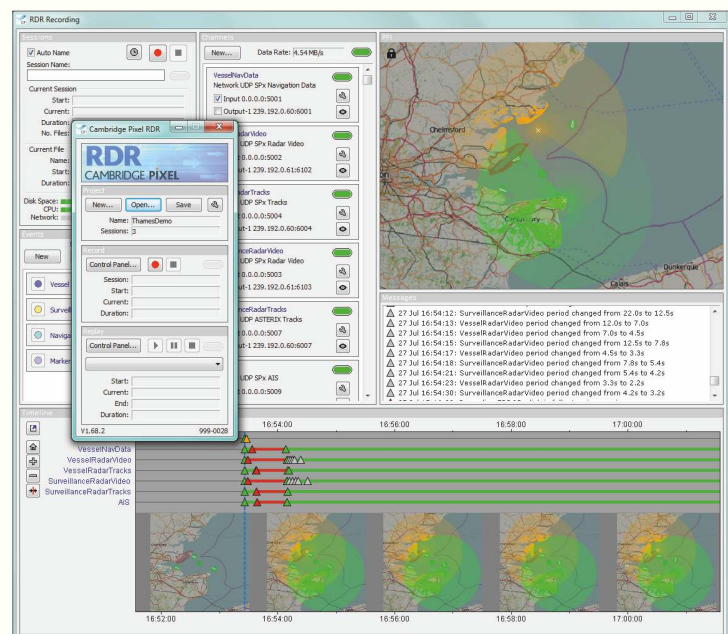 RDR Recording
Sessions
Auto Name
Session Name:
Current Session
Start:
Current:
Duration:
No. Files:
Current File
Name:
Start:
Duration:
Disk Space:
CPU:
Network:
Events
New
Vessel
Surveil
Naviga
Marker
Channels
New... Data Rate: 4.54 MB/s
VesselNavData
Network UDP SPx Navigation Data
Input 0.0.0.0:5001
Output-1 239.192.0.60:6001
adarVideo
UDP SPx Radar Video
0.0.0.0:5002
ut-1 239.192.0.61:6102
adarTracks
UDP SPx Tracks
0.0.0.0:5004
ut-1 239.192.0.60:6004
nceRadarVideo
UDP SPx Radar Video
0.0.0.0:5003
ut-1 239.192.0.61:6103
nceRadarTracks
UDP ASTERIX Tracks
0.0.0.0:5007
ut-1 239.192.0.60:6007
UDP SPx AIS
0.0.0.0:5009
Cambridge Pixel RDR
RDR
CAMBRIDGE PIXEL
Project
New... Open... Save
Name: ThamesDemo
Sessions: 3
Record
Control Panel...
Session:
Start:
Current:
Duration:
Replay
Control Panel...
Start:
Current:
End:
Duration:
V1.68.2 999-0028
PPI
Chelmsford
Canterbury
Dunkerque
Calais
Messages
27 Jul 16:54:12: SurveillanceRadarVideo period changed from 22.0s to 12.5s
27 Jul 16:54:13: VesselRadarVideo period changed from 12.0s to 7.0s
27 Jul 16:54:15: VesselRadarVideo period changed from 7.0s to 4.5s
27 Jul 16:54:15: SurveillanceRadarVideo period changed from 12.5s to 7.8s
27 Jul 16:54:17: VesselRadarVideo period changed from 4.5s to 3.3s
27 Jul 16:54:18: SurveillanceRadarVideo period changed from 7.8s to 5.4s
27 Jul 16:54:21: SurveillanceRadarVideo period changed from 5.4s to 4.2s
27 Jul 16:54:23: VesselRadarVideo period changed from 3.3s to 2.2s
27 Jul 16:54:30: SurveillanceRadarVideo period changed from 4.2s to 3.2s
Timeline
16:54:00 16:56:00 16:58:00 17:00:00
VesselNavData
VesselRadarVideo
VesselRadarTracks
SurveillanceRadarVideo
SurveillanceRadarTracks
AIS
16:52:00 16:54:00 16:56:00 16:58:00 17:00:00